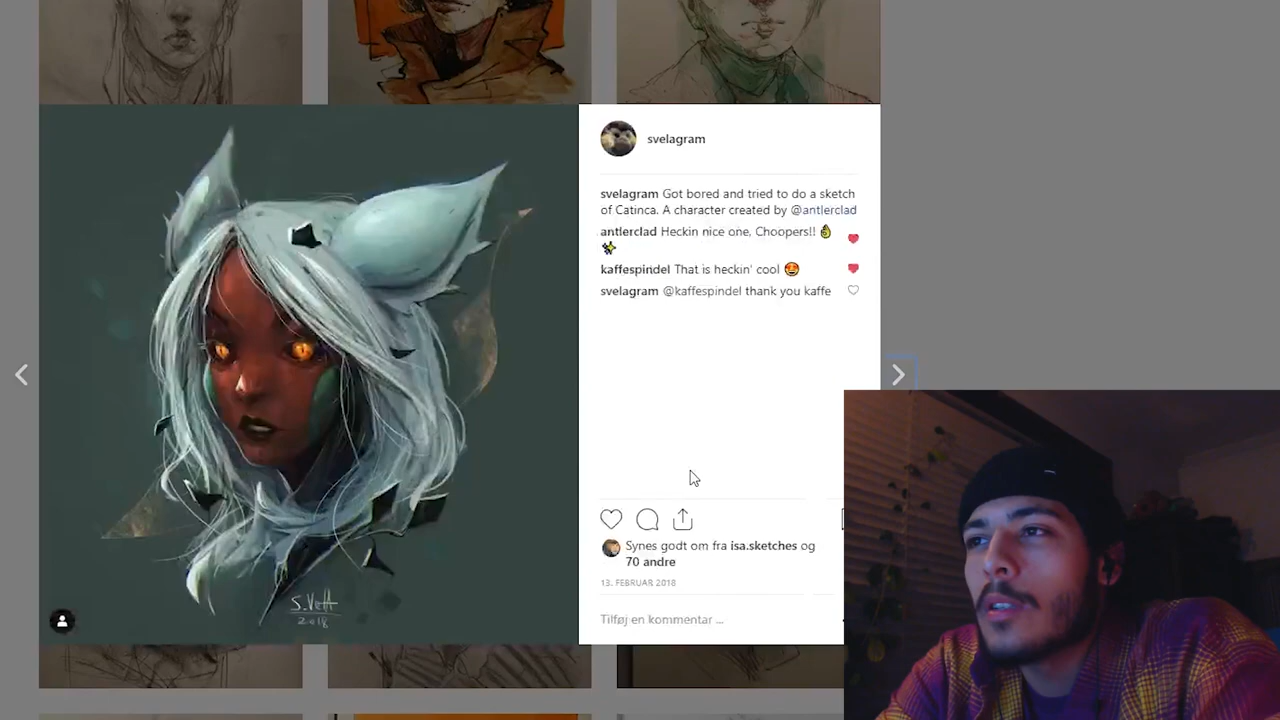 svelagram
svelagram Got bored and tried to do a sketch
of Catinca. A character created by @antlerclad
antlerclad Heckin nice one, Choopers!! 👌
✨
kaffespindel That is heckin' cool 🤩
svelagram @kaffespindel thank you kaffe
Synes godt om fra isa.sketches og
70 andre
13. FEBRUAR 2018
Tilføj en kommentar ...
2018